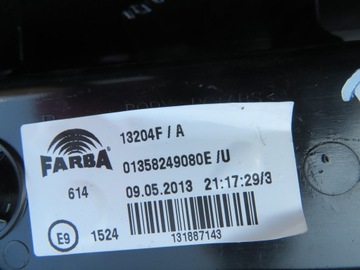 FARBA
13204F / A
01358249080E /U
614
09.05.2013 21:17:29/3
E9
1524
131887143